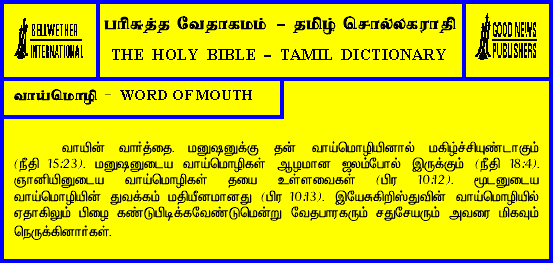 BELLWETHER
INTERNATIONAL
பரிசுத்த வேதாகமம் - தமிழ் சொல்லகராதி
THE HOLY BIBLE - TAMIL DICTIONARY
GOOD NEWS
PUBLISHERS
வாய்மொழி - WORD OF MOUTH
வாயின் வார்த்தை. மனுஷனுக்கு தன் வாய்மொழியினால் மகிழ்ச்சியுண்டாகும்
(நீதி 15:23). மனுஷனுடைய வாய்மொழிகள் ஆழமான ஜலம்போல் இருக்கும் (நீதி 18:4).
ஞானியினுடைய வாய்மொழிகள் தயை உள்ளவைகள் (பிர 10:12). மூடனுடைய
வாய்மொழியின் துவக்கம் மதியீனமானது (பிர 10:13). இயேசுகிறிஸ்துவின் வாய்மொழியில்
ஏதாகிலும் பிழை கண்டுபிடிக்கவேண்டுமென்று வேதபாரகரும் சதுசேயரும் அவரை மிகவும்
நெருக்கினார்கள்.